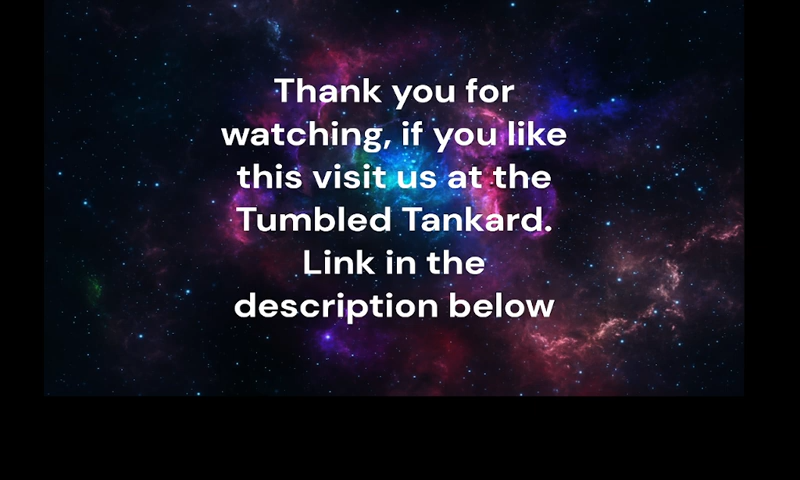 Thank you for
watching, if you like
this visit us at the
Tumbled Tankard.
Link in the
description below